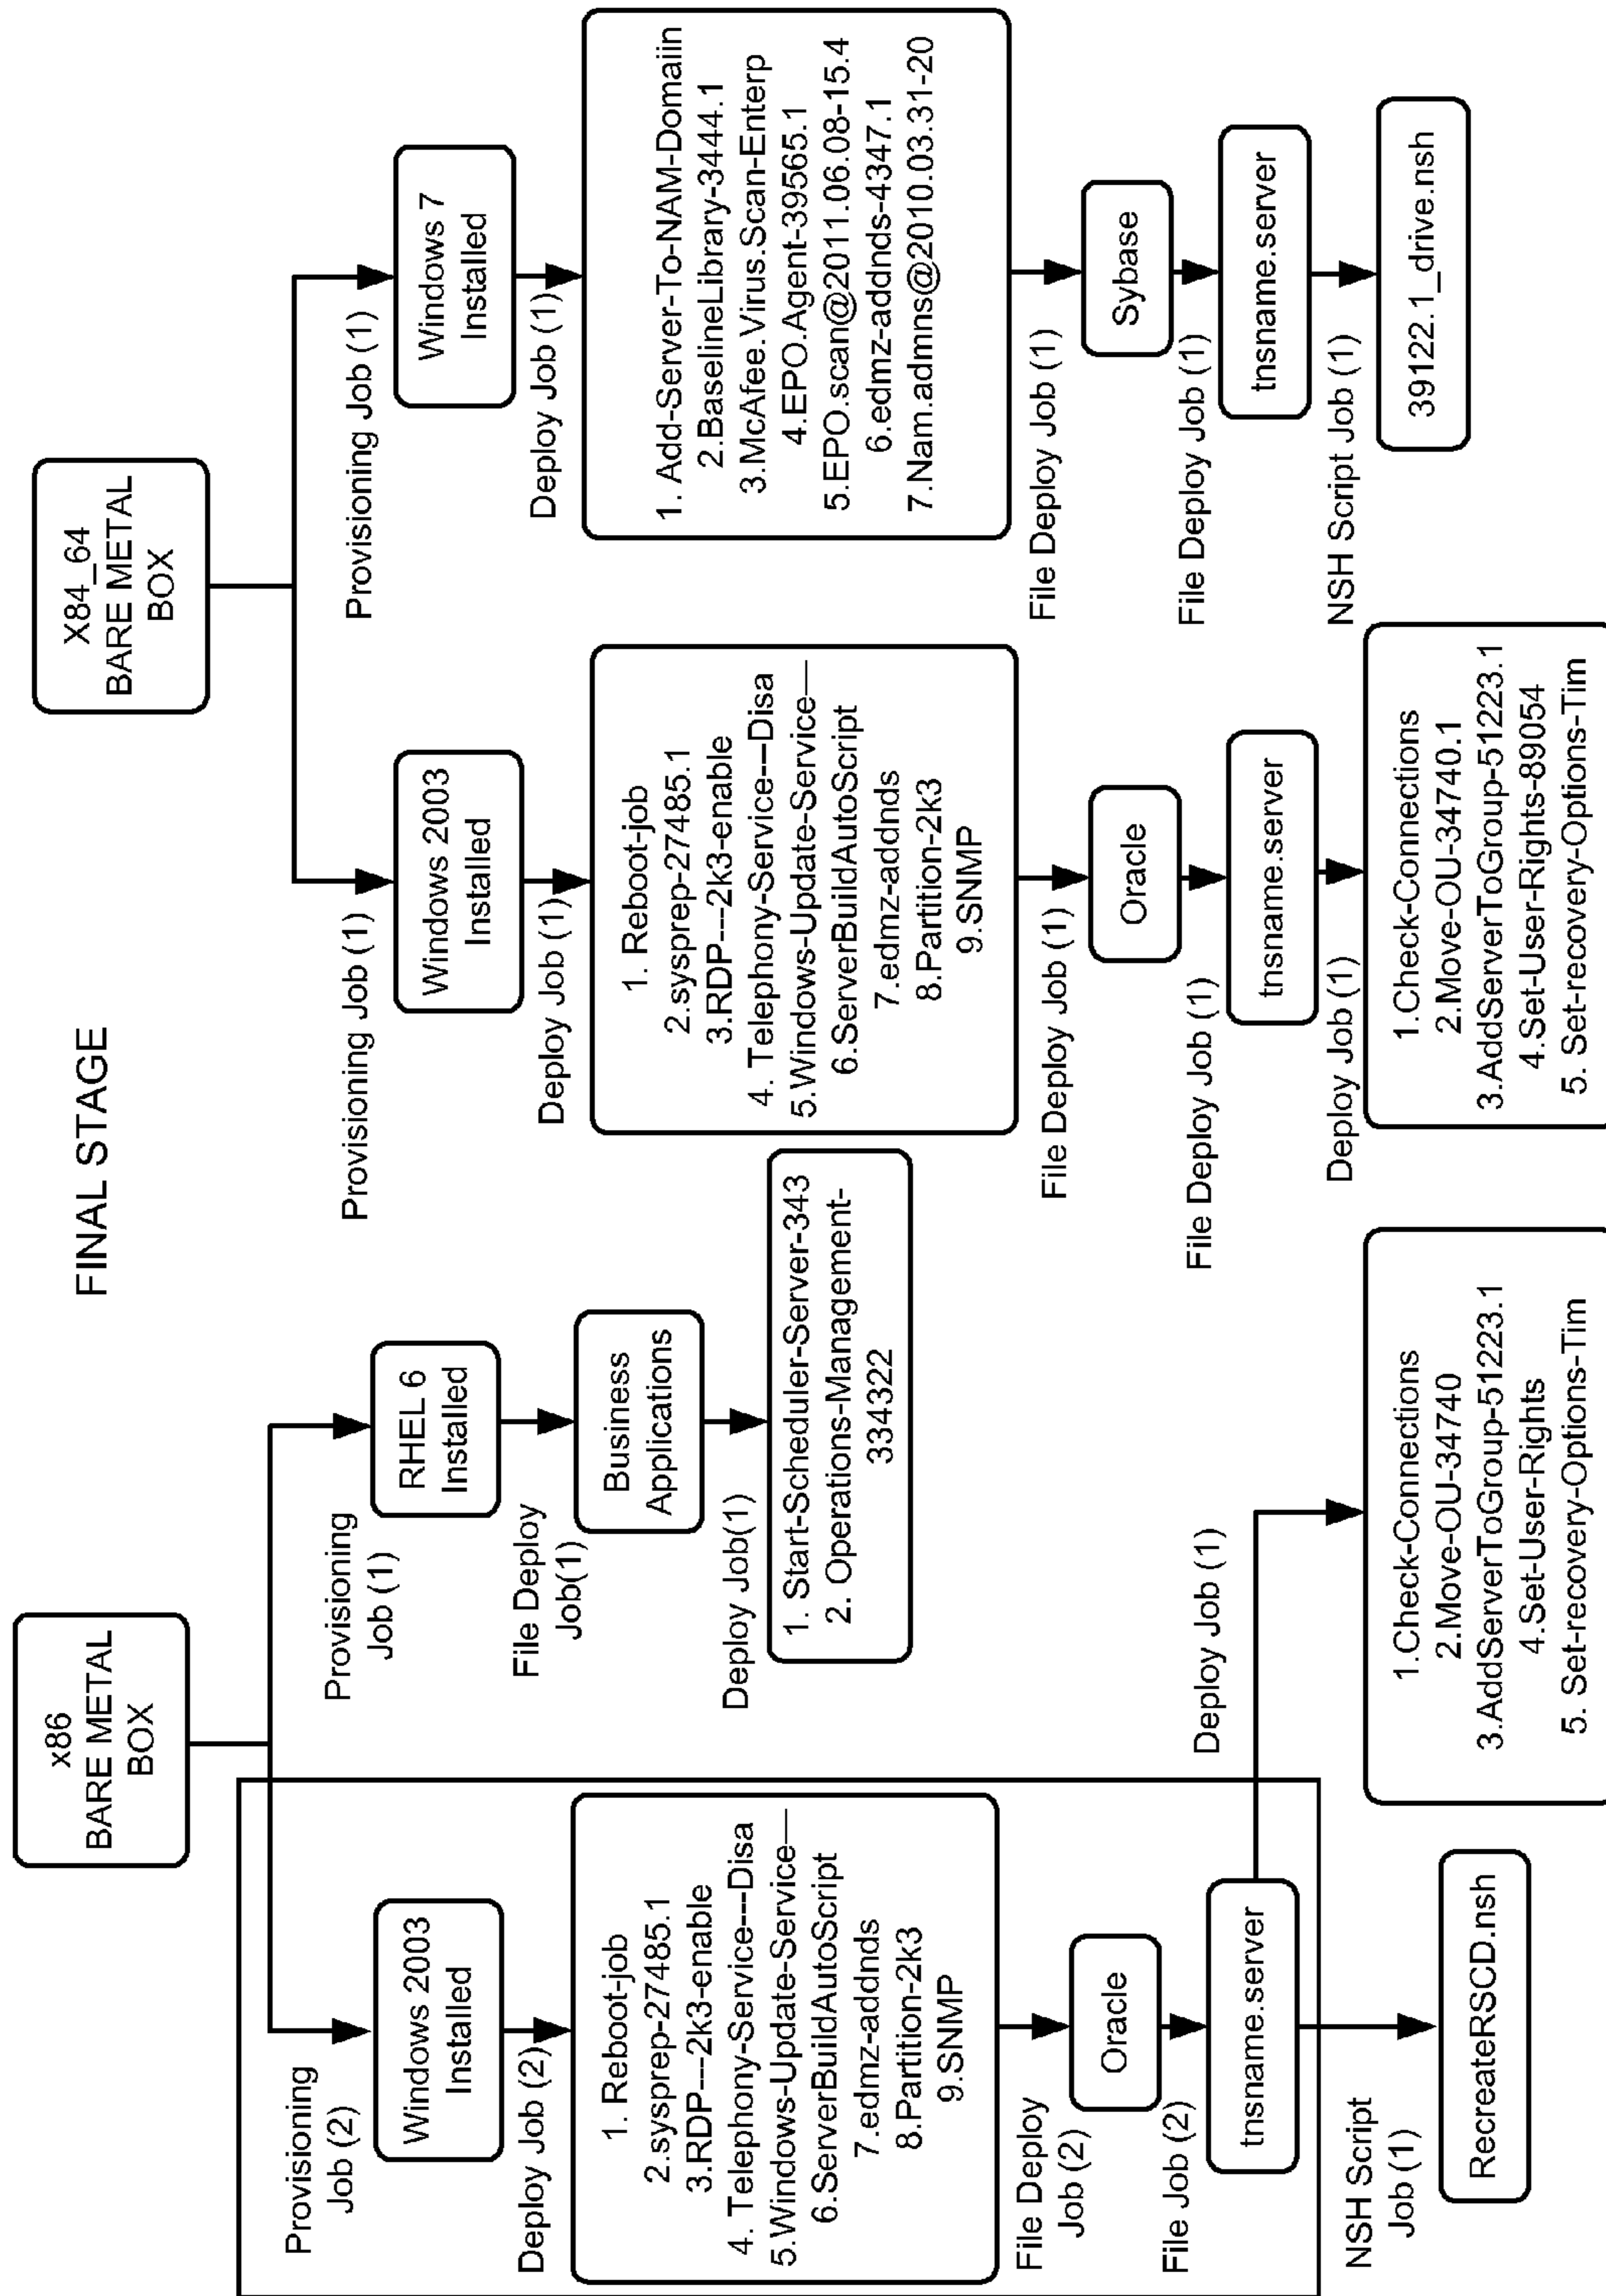 FINAL STAGE
x86
BARE METAL
BOX
Provisioning
Job (2)
Windows 2003
Installed
Deploy Job (2)
1. Reboot-job
2.sysprep-27485.1
3.RDP---2k3-enable
4. Telephony-Service---Disa
5.Windows-Update-Service—
6.ServerBuildAutoScript
7.edmz-addnds
8.Partition-2k3
9.SNMP
File Deploy
Job (2)
Oracle
File Job (2)
tnsname.server
NSH Script
Job (1)
RecreateRSCD.nsh
Deploy Job (1)
1.Check-Connections
2.Move-OU-34740
3.AddServerToGroup-51223.1
4.Set-User-Rights
5. Set-recovery-Options-Tim
Provisioning
Job (1)
RHEL 6
Installed
File Deploy
Job(1)
Business
Applications
Deploy Job(1)
1. Start-Scheduler-Server-343
2. Operations-Management-
334322
X84_64
BARE METAL
BOX
Provisioning Job (1)
Windows 2003
Installed
Deploy Job (1)
1. Reboot-job
2.sysprep-27485.1
3.RDP---2k3-enable
4. Telephony-Service---Disa
5.Windows-Update-Service—
6.ServerBuildAutoScript
7.edmz-addnds
8.Partition-2k3
9.SNMP
File Deploy Job (1)
Oracle
File Deploy Job (1)
tnsname.server
Deploy Job (1)
1.Check-Connections
2.Move-OU-34740.1
3.AddServerToGroup-51223.1
4.Set-User-Rights-89054
5. Set-recovery-Options-Tim
Provisioning Job (1)
Windows 7
Installed
Deploy Job (1)
1. Add-Server-To-NAM-Domaiin
2.BaselineLibrary-3444.1
3.McAfee.Virus.Scan-Enterp
4.EPO.Agent-39565.1
5.EPO.scan@2011.06.08-15.4
6.edmz-addnds-4347.1
7.Nam.admns@2010.03.31-20
File Deploy Job (1)
Sybase
File Deploy Job (1)
tnsname.server
NSH Script Job (1)
39122.1_drive.nsh